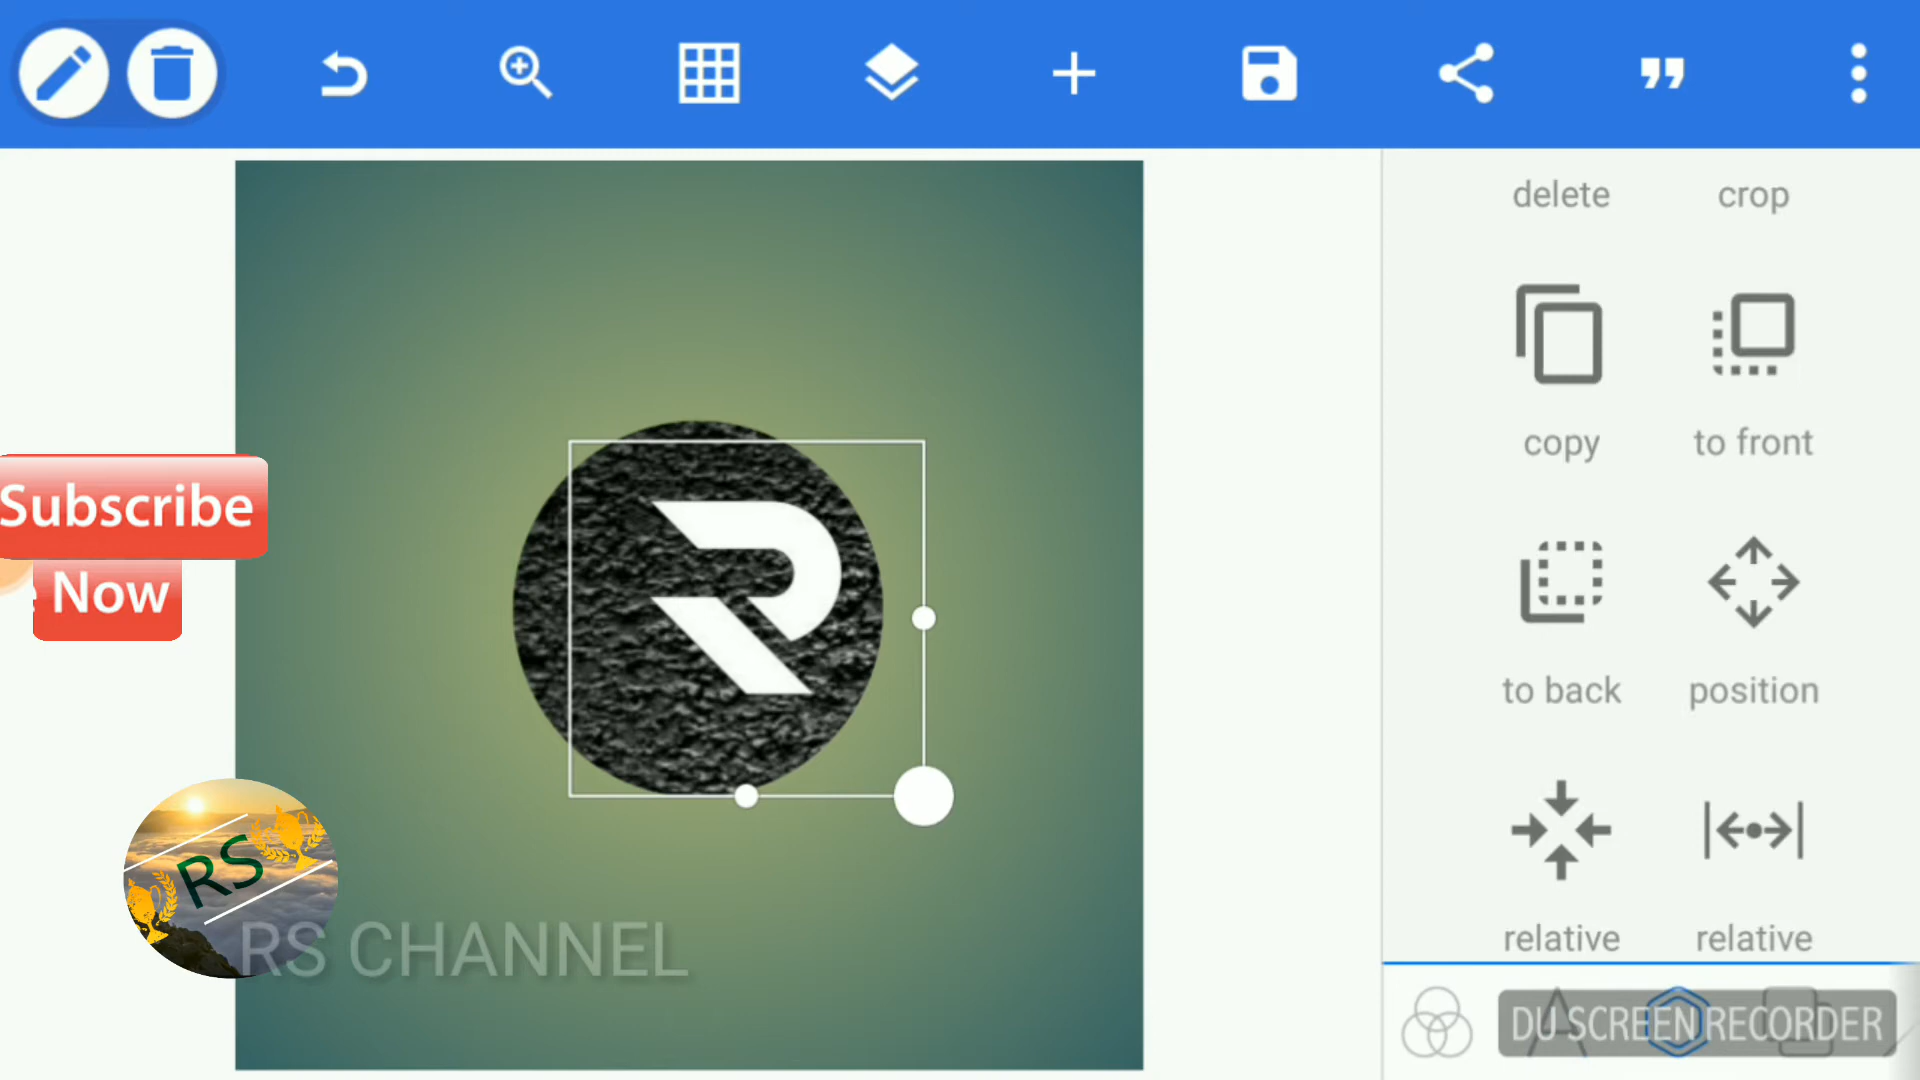 delete crop
copy to front
Subscribe
Now
to back position
RS
RS CHANNEL
relative relative
DU SCREEN RECORDER
R